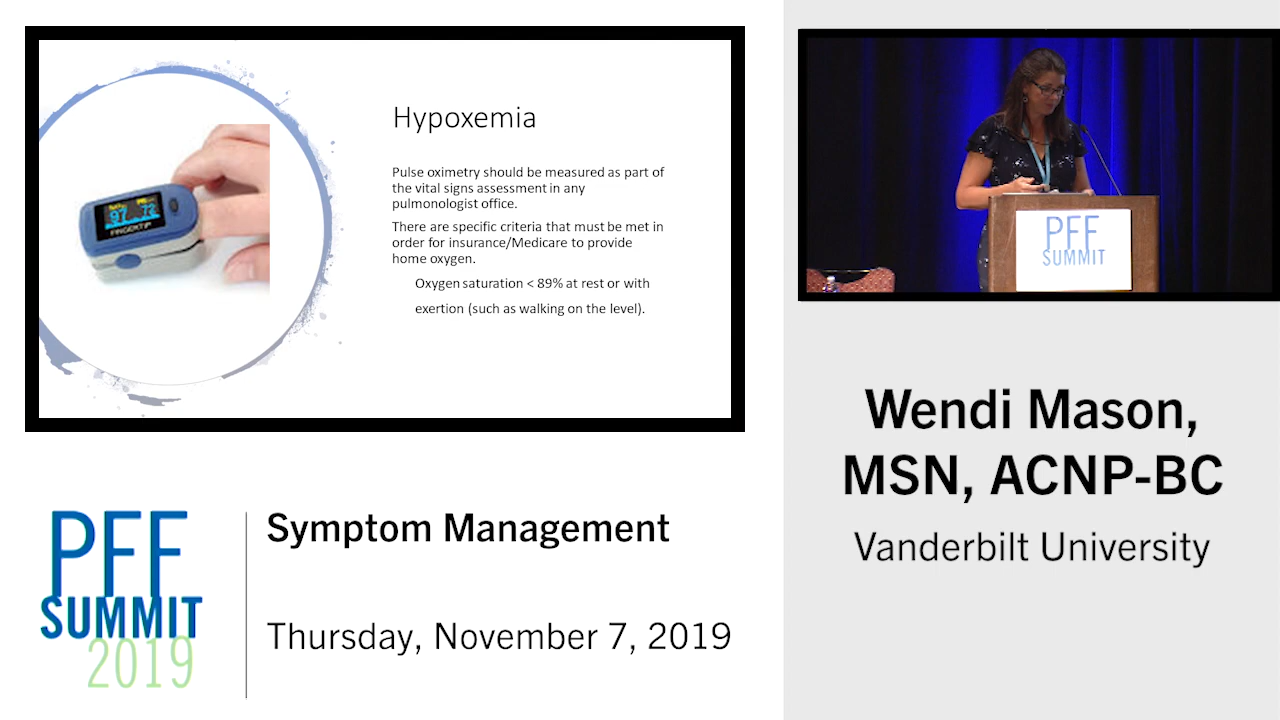 Hypoxemia
Pulse oximetry should be measured as part of
the vital signs assessment in any
pulmonologist office.
There are specific criteria that must be met in
order for insurance/Medicare to provide
home oxygen.
Oxygen saturation < 89% at rest or with
exertion (such as walking on the level).
97 72
FINGERTIP
PFF
SUMMIT
Wendi Mason,
MSN, ACNP-BC
Vanderbilt University
PFF
SUMMIT
2019
Symptom Management
Thursday, November 7, 2019